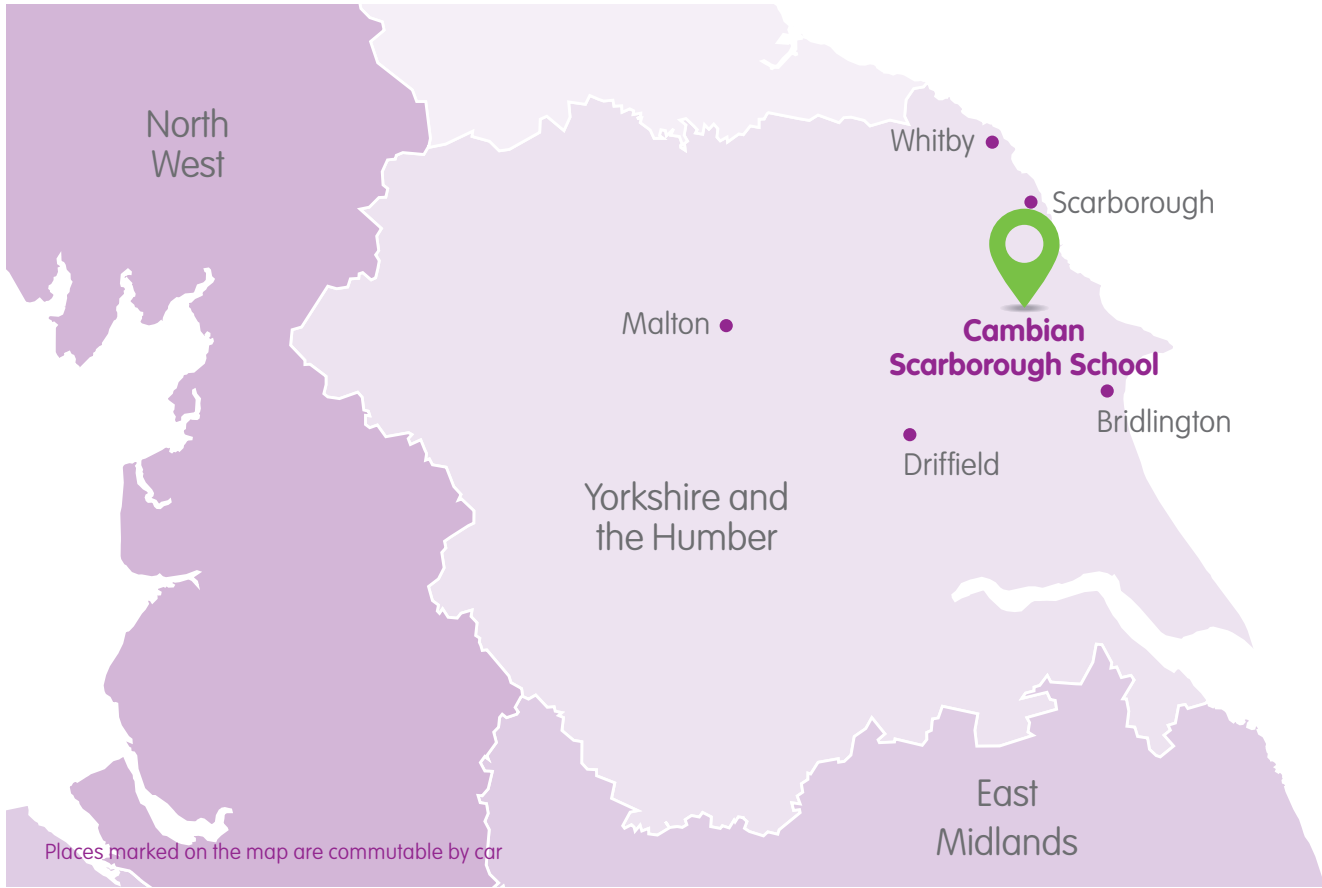 North
West
Whitby
Scarborough
Malton
Cambian
Scarborough School
Bridlington
Driffield
Yorkshire and
the Humber
East
Midlands
Places marked on the map are commutable by car